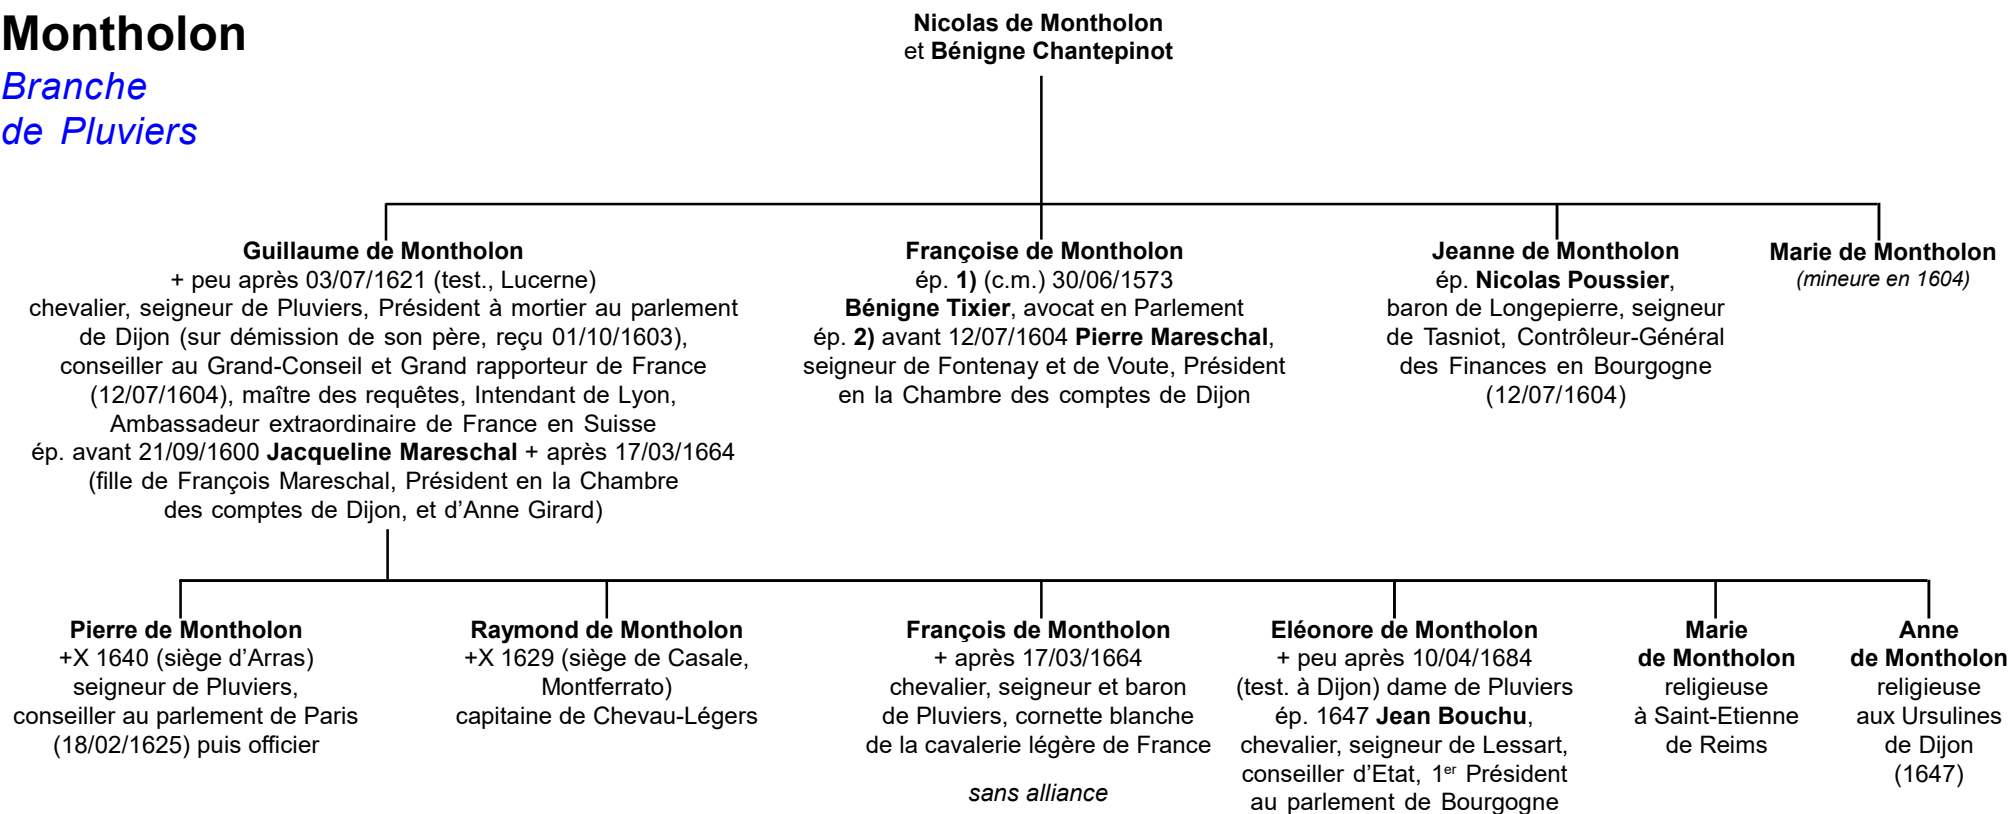 Montholon
Branche
de Pluviers
Nicolas de Montholon
et Bénigne Chantepinot
Guillaume de Montholon
+ peu après 03/07/1621 (test., Lucerne)
chevalier, seigneur de Pluviers, Président à mortier au parlement
de Dijon (sur démission de son père, reçu 01/10/1603),
conseiller au Grand-Conseil et Grand rapporteur de France
(12/07/1604), maître des requêtes, Intendant de Lyon,
Ambassadeur extraordinaire de France en Suisse
ép. avant 21/09/1600 Jacqueline Mareschal + après 17/03/1664
(fille de François Mareschal, Président en la Chambre
des comptes de Dijon, et d’Anne Girard)
Françoise de Montholon
ép. 1) (c.m.) 30/06/1573
Bénigne Tixier, avocat en Parlement
ép. 2) avant 12/07/1604 Pierre Mareschal,
seigneur de Fontenay et de Voute, Président
en la Chambre des comptes de Dijon
Jeanne de Montholon
ép. Nicolas Poussier,
baron de Longepierre, seigneur
de Tasniot, Contrôleur-Général
des Finances en Bourgogne
(12/07/1604)
Marie de Montholon
(mineure en 1604)
Pierre de Montholon
+X 1640 (siège d’Arras)
seigneur de Pluviers,
conseiller au parlement de Paris
(18/02/1625) puis officier
Raymond de Montholon
+X 1629 (siège de Casale,
Montferrato)
capitaine de Chevau-Légers
François de Montholon
+ après 17/03/1664
chevalier, seigneur et baron
de Pluviers, cornette blanche
de la cavalerie légère de France
sans alliance
Eléonore de Montholon
+ peu après 10/04/1684
(test. à Dijon) dame de Pluviers
ép. 1647 Jean Bouchu,
chevalier, seigneur de Lessart,
conseiller d’Etat, 1er Président
au parlement de Bourgogne
Marie
de Montholon
religieuse
à Saint-Etienne
de Reims
Anne
de Montholon
religieuse
aux Ursulines
de Dijon
(1647)